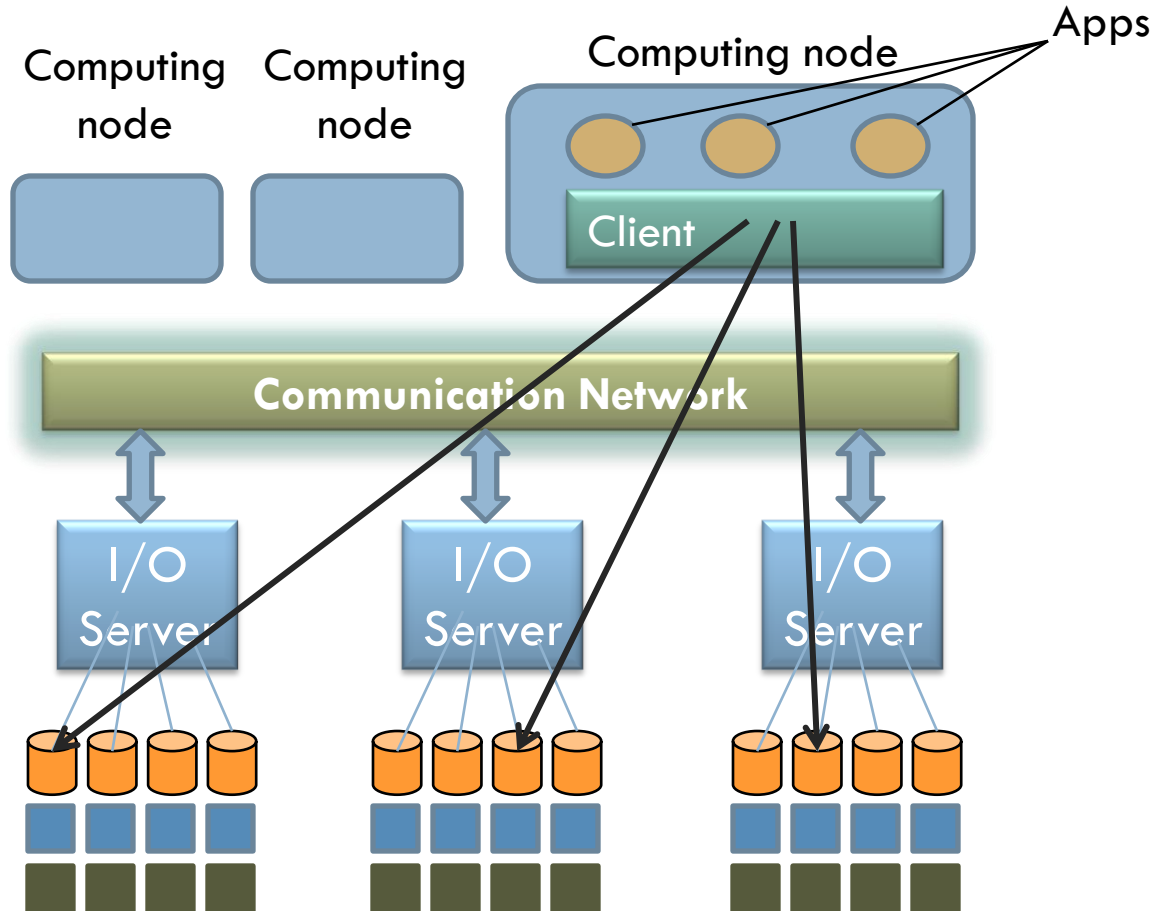 Apps
Computing
node
Computing
node
Computing node
Client
Communication Network
I/O
Server
I/O
Server
I/O
Server